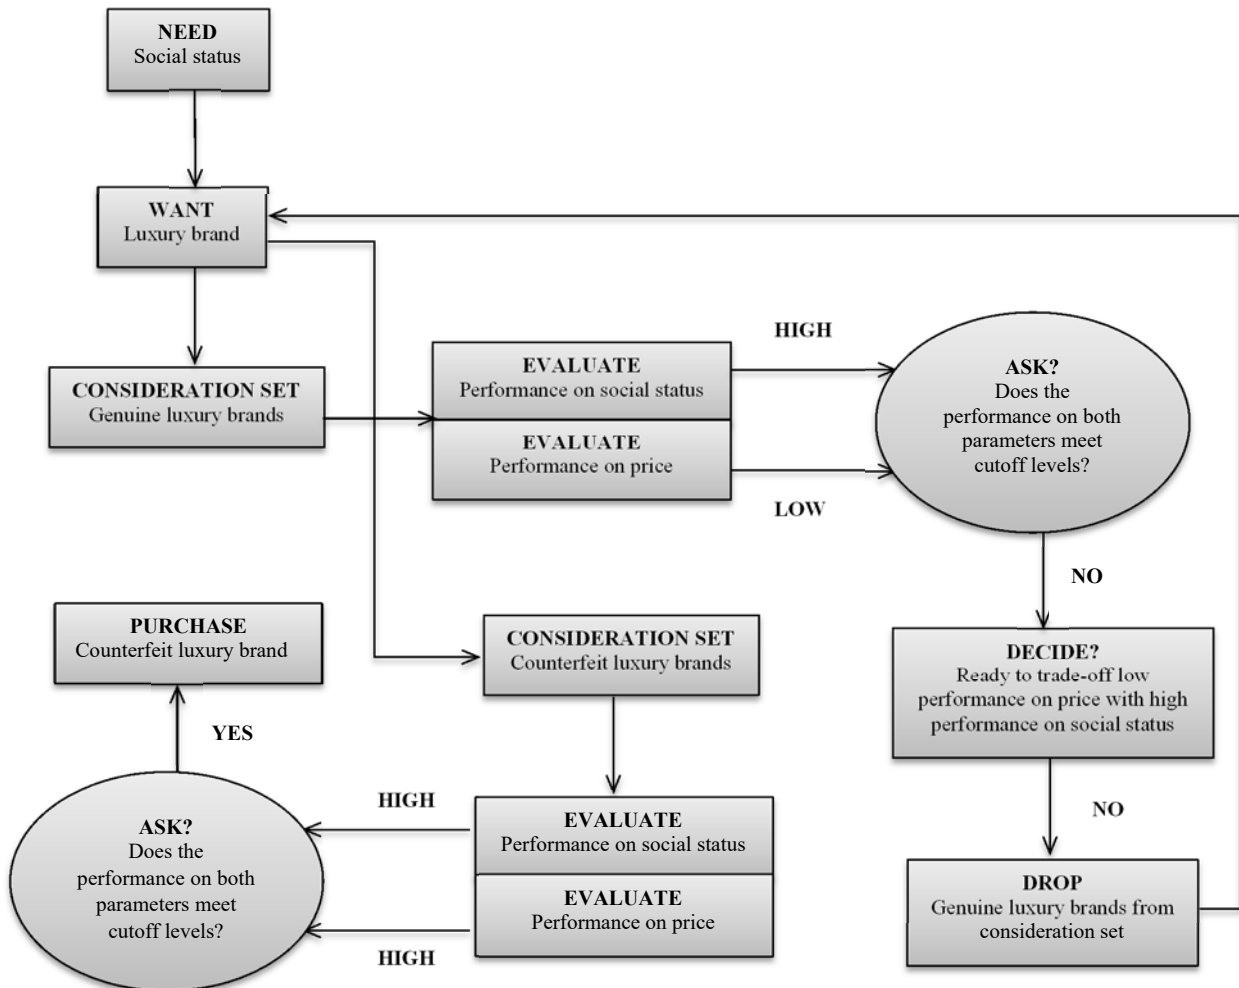 NEED
Social status
WANT
Luxury brand
CONSIDERATION SET
Genuine luxury brands
EVALUATE
Performance on social status
EVALUATE
Performance on price
HIGH
LOW
ASK?
Does the
performance on both
parameters meet
cutoff levels?
NO
DECIDE?
Ready to trade-off low
performance on price with high
performance on social status
NO
DROP
Genuine luxury brands from
consideration set
CONSIDERATION SET
Counterfeit luxury brands
EVALUATE
Performance on social status
EVALUATE
Performance on price
HIGH
HIGH
ASK?
Does the
performance on both
parameters meet
cutoff levels?
YES
PURCHASE
Counterfeit luxury brand